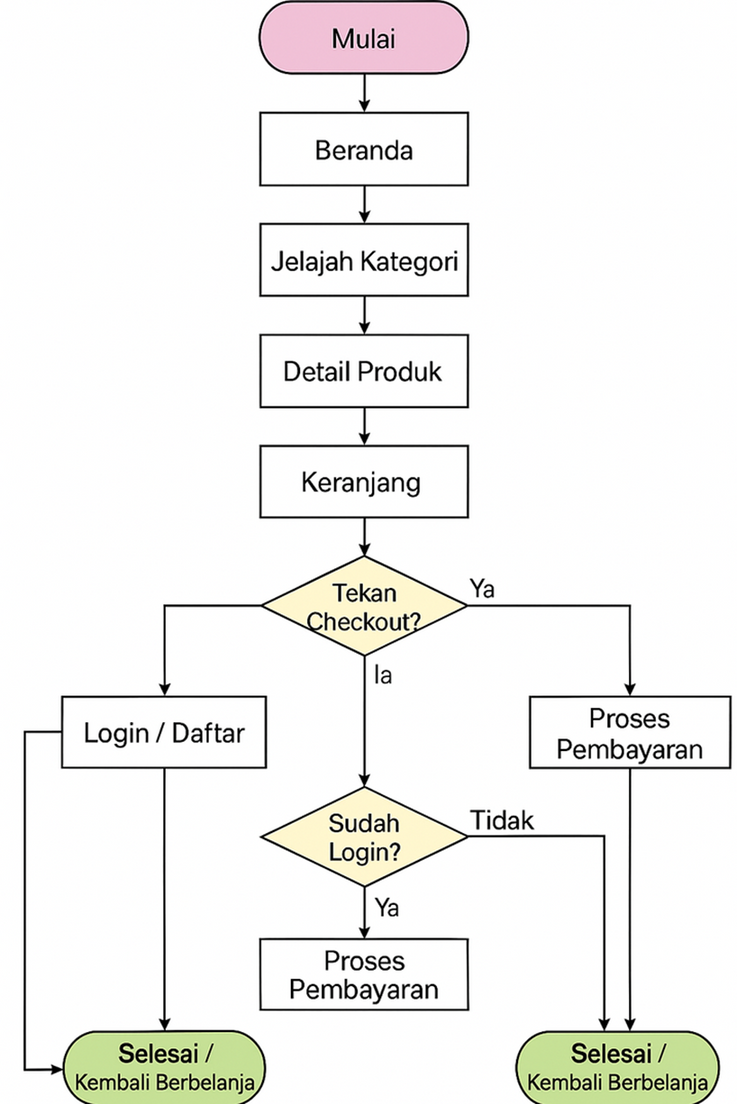 Mulai
Beranda
Jelajah Kategori
Detail Produk
Keranjang
Tekan
Checkout?
Ya
Ia
Login / Daftar
Proses
Pembayaran
Sudah
Login?
Tidak
Ya
Proses
Pembayaran
Selesai /
Kembali Berbelanja
Selesai /
Kembali Berbelanja